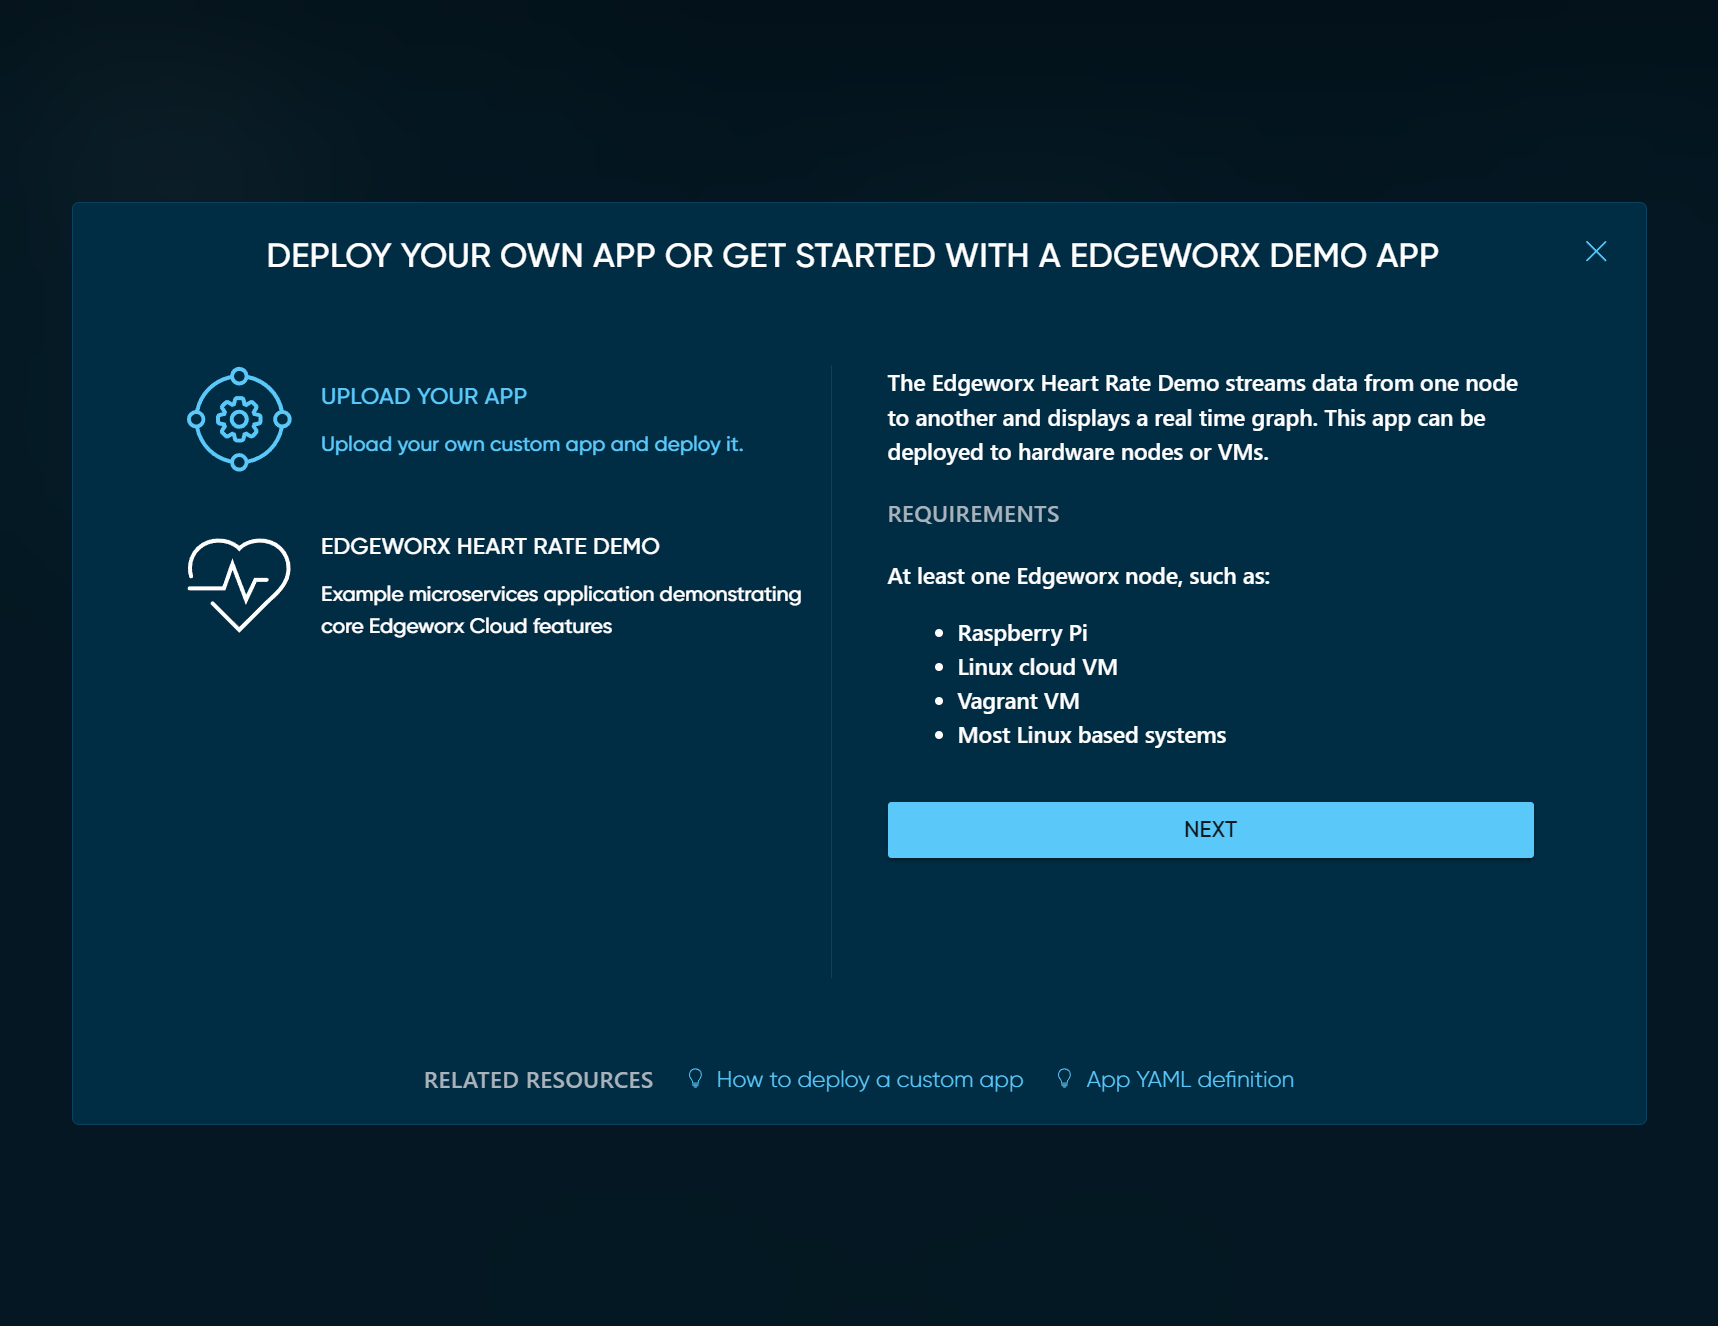 DEPLOY YOUR OWN APP OR GET STARTED WITH A EDGEWORX DEMO APP
UPLOAD YOUR APP
Upload your own custom app and deploy it.
EDGEWORX HEART RATE DEMO
Example microservices application demonstrating
core Edgeworx Cloud features
The Edgeworx Heart Rate Demo streams data from one node
to another and displays a real time graph. This app can be
deployed to hardware nodes or VMs.
REQUIREMENTS
At least one Edgeworx node, such as:
• Raspberry Pi
• Linux cloud VM
• Vagrant VM
• Most Linux based systems
NEXT
RELATED RESOURCES How to deploy a custom app App YAML definition